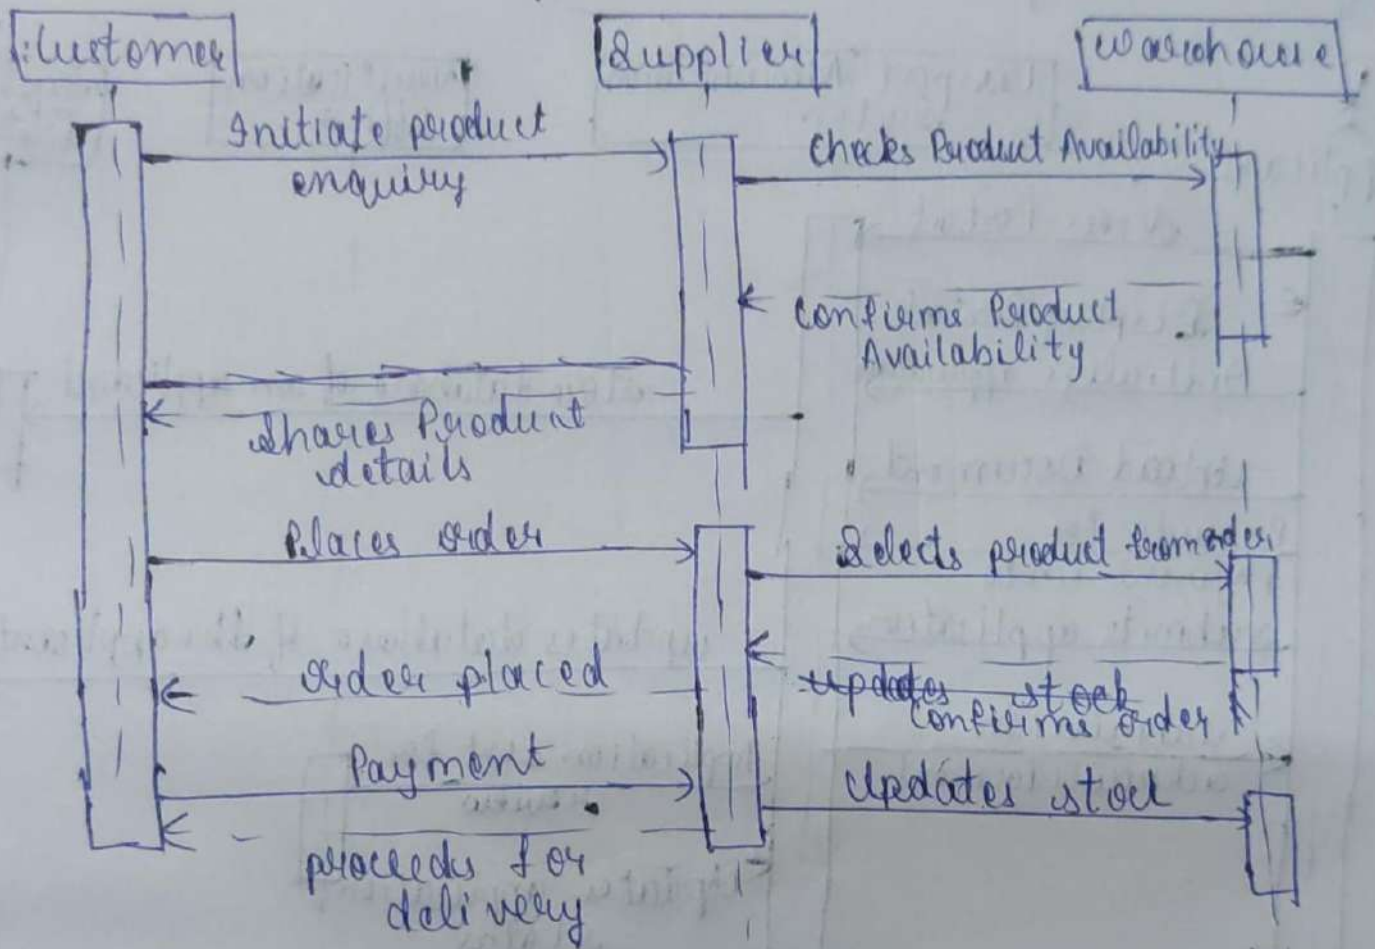 :Customer
Supplier
Warehouse
Initiate product
enquiry
Checks Product Availability
Confirms Product
Availability
Shares Product
details
Places order
Selects product from order
Order placed
Updates stock
Confirms order
Payment
Updates stock
proceeds for
delivery